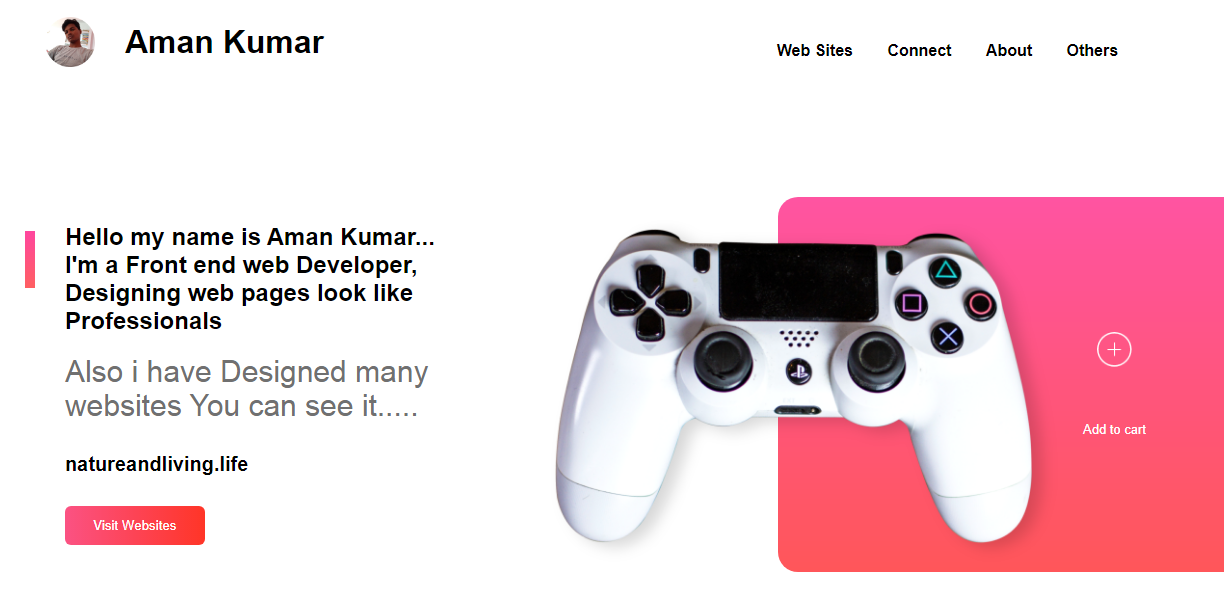 Aman Kumar
Web Sites Connect About Others
Hello my name is Aman Kumar...
I'm a Front end web Developer,
Designing web pages look like
Professionals
Also i have Designed many
websites You can see it.....
natureandliving.life
Visit Websites
Add to cart